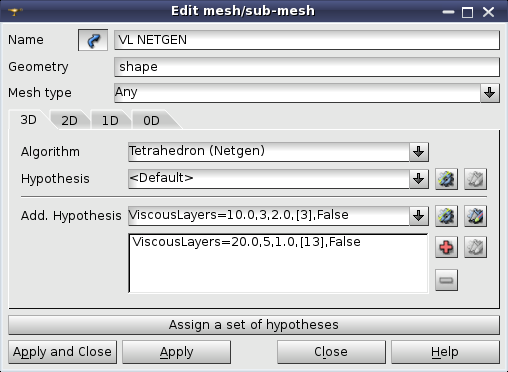 Edit mesh/sub-mesh
Name VL NETGEN
Geometry shape
Mesh type Any
3D 2D 1D 0D
Algorithm Tetrahedron (Netgen)
Hypothesis <Default>
Add. Hypothesis ViscousLayers=10.0,3,2.0,[3],False
ViscousLayers=20.0,5,1.0,[13],False
Assign a set of hypotheses
Apply and Close Apply Close Help